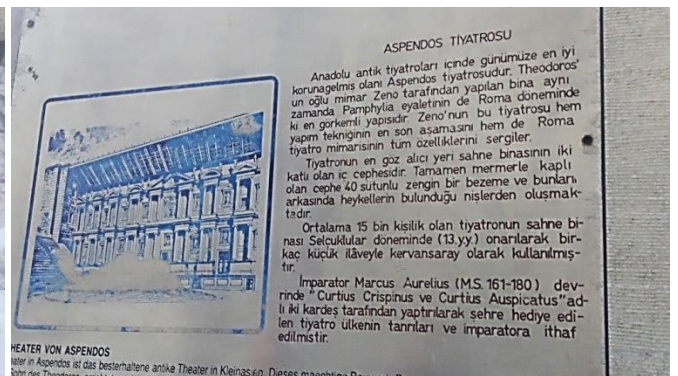 ASPENDOS TİYATROSU
Anadolu antik tiyatroları içinde günümüze en iyi
korunagelmiş olanı Aspendos tiyatrosudur. Theodoros'
un oğlu mimar Zeno tarafından yapılan bina aynı
zamanda Pamphylia eyaletinin de Roma döneminde
ki en görkemli yapısıdır. Zeno'nun bu tiyatrosu hem
yapım tekniğinin en son aşamasını hem de Roma
tiyatro mimarisinin tüm özelliklerini sergiler.
Tiyatronun en göz alıcı yeri sahne binasının iki
katlı olan iç cephesidir. Tamamen mermerle kaplı
olan cephe 40 sütunlu zengin bir bezeme ve bunları
arkasında heykellerin bulunduğu nişlerden oluşmak-
tadır.
Ortalama 15 bin kişilik olan tiyatronun sahne bi-
nası Selçuklular döneminde (13.y.y.) onarılarak bir-
kaç küçük ilâveyle kervansaray olarak kullanılmış-
tır.
İmparator Marcus Aurelius (M.S. 161-180) dev-
rinde "Curtius Crispinus ve Curtius Auspicatus" ad-
lı iki kardeş tarafından yaptırılarak şehre hediye edi-
len tiyatro ülkenin tanrıları ve imparatora ithaf
edilmiştir.
HEATER VON ASPENDOS
eater in Aspendos ist das besterhaltene antike Theater in Kleinasien. Dieses